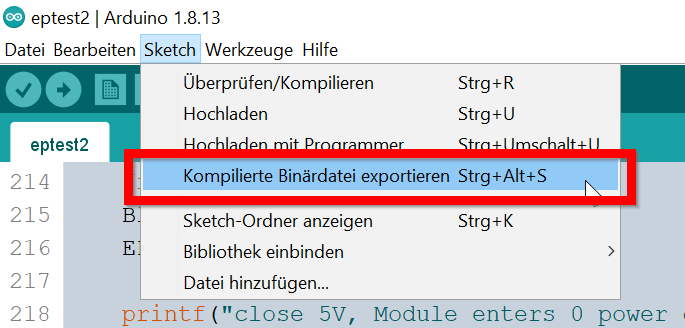 eptest2 | Arduino 1.8.13
Datei Bearbeiten Sketch Werkzeuge Hilfe
Überprüfen/Kompilieren Strg+R
Hochladen Strg+U
Hochladen mit Programmer Strg+Umschalt+U
eptest2
214
Kompilierte Binärdatei exportieren Strg+Alt+S
215
Sketch-Ordner anzeigen Strg+K
216
Bibliothek einbinden
217
Datei hinzufügen...
218 printf("close 5V, Module enters 0 power